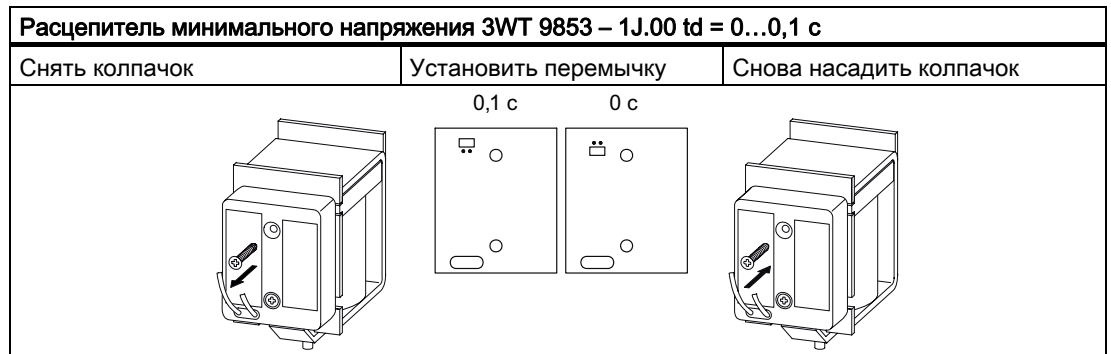 Расцепитель минимального напряжения 3WT 9853 – 1J.00 td = 0…0,1 с
Снять колпачок
Установить перемычку
Снова насадить колпачок
0,1 с
0 с